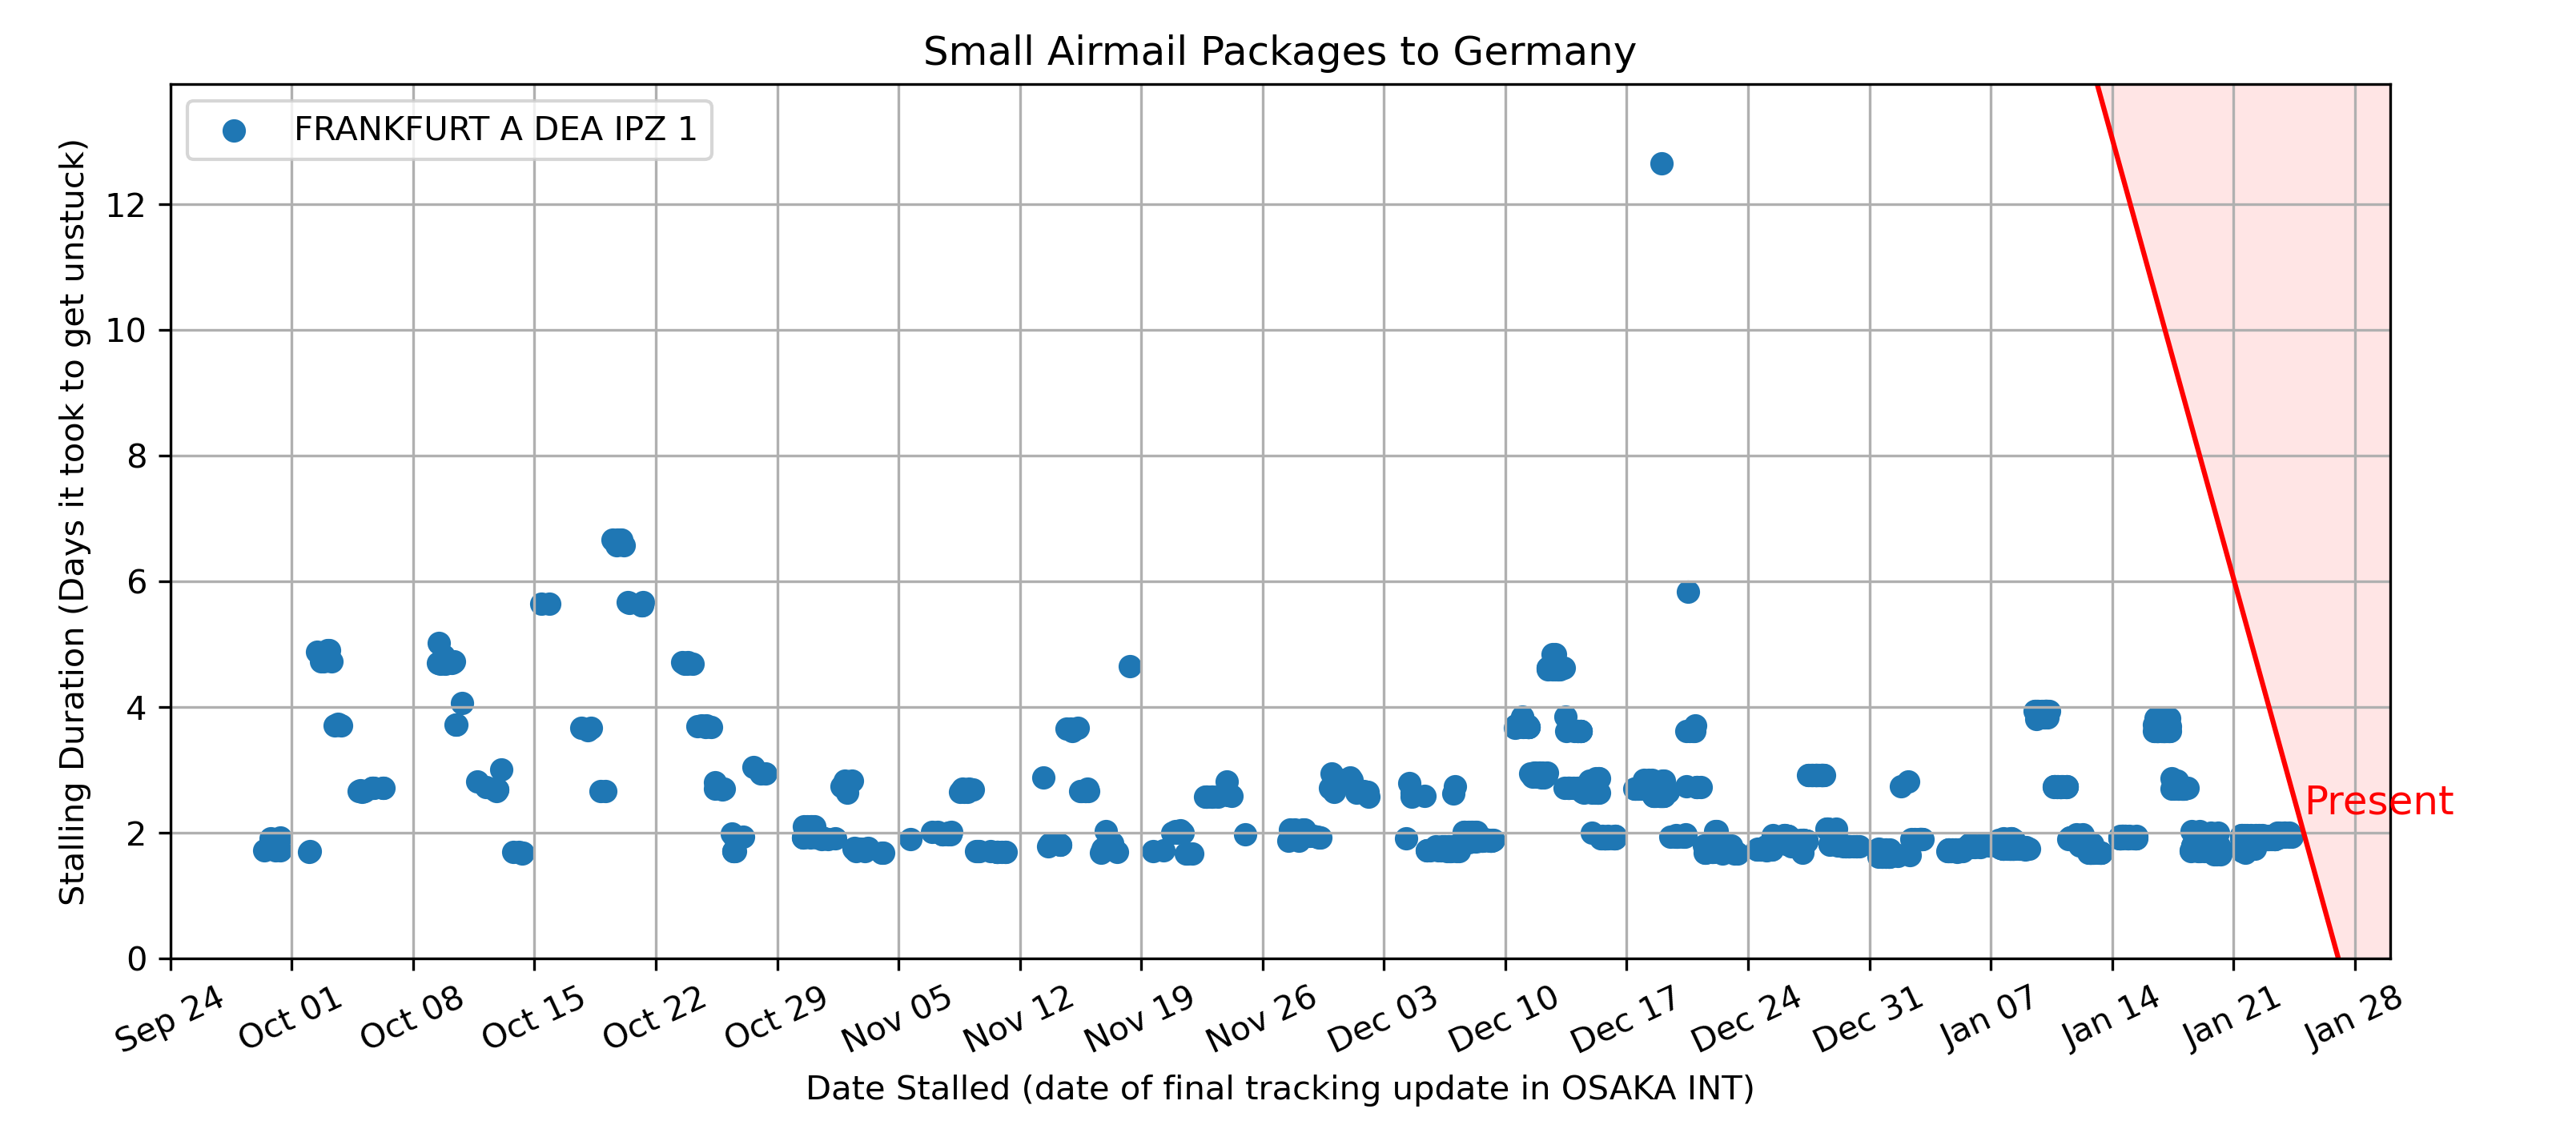 Small Airmail Packages to Germany
FRANKFURT A DEA IPZ 1
Stalling Duration (Days it took to get unstuck)
12
10
8
6
4
2
0
Present
Sep 24
Oct 01
Oct 08
Oct 15
Oct 22
Oct 29
Nov 05
Nov 12
Nov 19
Nov 26
Dec 03
Dec 10
Dec 17
Dec 24
Dec 31
Jan 07
Jan 14
Jan 21
Jan 28
Date Stalled (date of final tracking update in OSAKA INT)